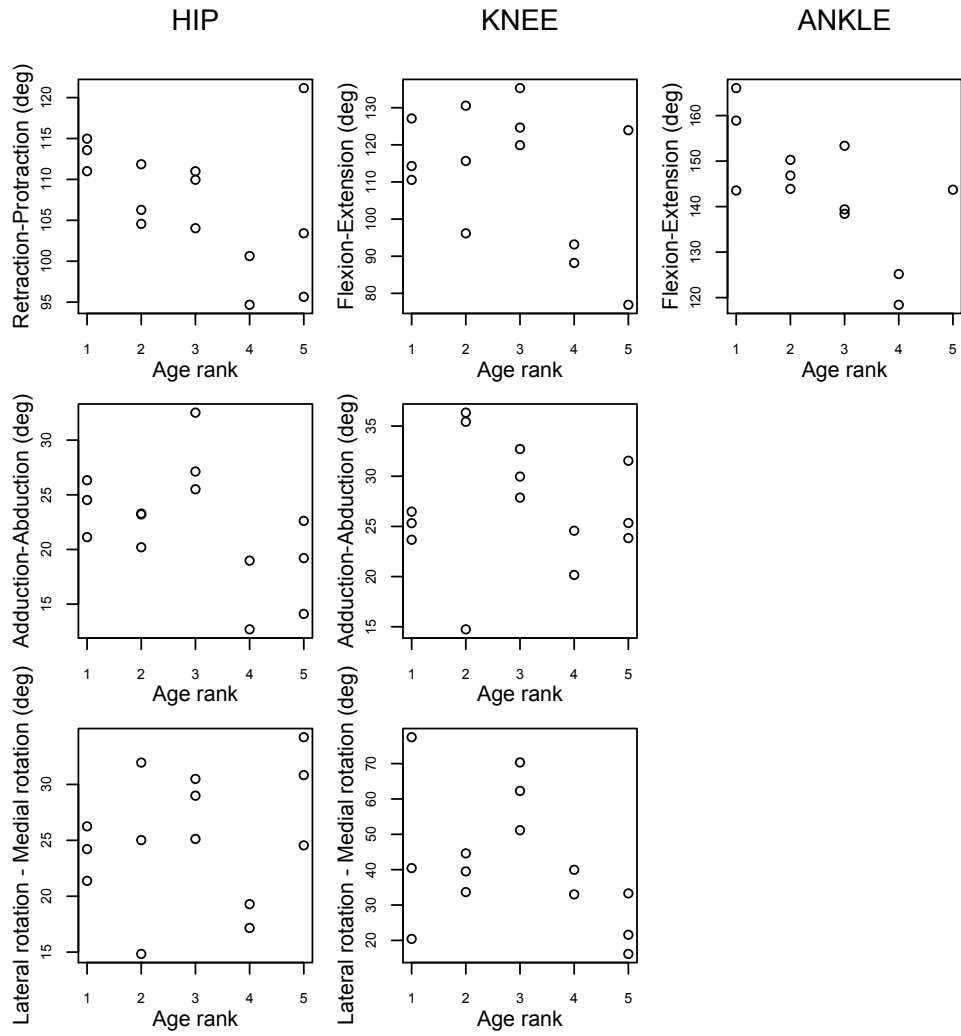 HIP KNEE ANKLE
Retraction-Protraction (deg)
120
115
110
105
100
95
1 2 3 4 5
Age rank
Flexion-Extension (deg)
130
120
110
100
90
80
1 2 3 4 5
Age rank
Flexion-Extension (deg)
160
150
140
130
120
1 2 3 4 5
Age rank
Adduction-Abduction (deg)
30
25
20
15
1 2 3 4 5
Age rank
Adduction-Abduction (deg)
35
30
25
20
15
1 2 3 4 5
Age rank
Lateral rotation - Medial rotation (deg)
30
25
20
15
1 2 3 4 5
Age rank
Lateral rotation - Medial rotation (deg)
70
60
50
40
30
20
1 2 3 4 5
Age rank